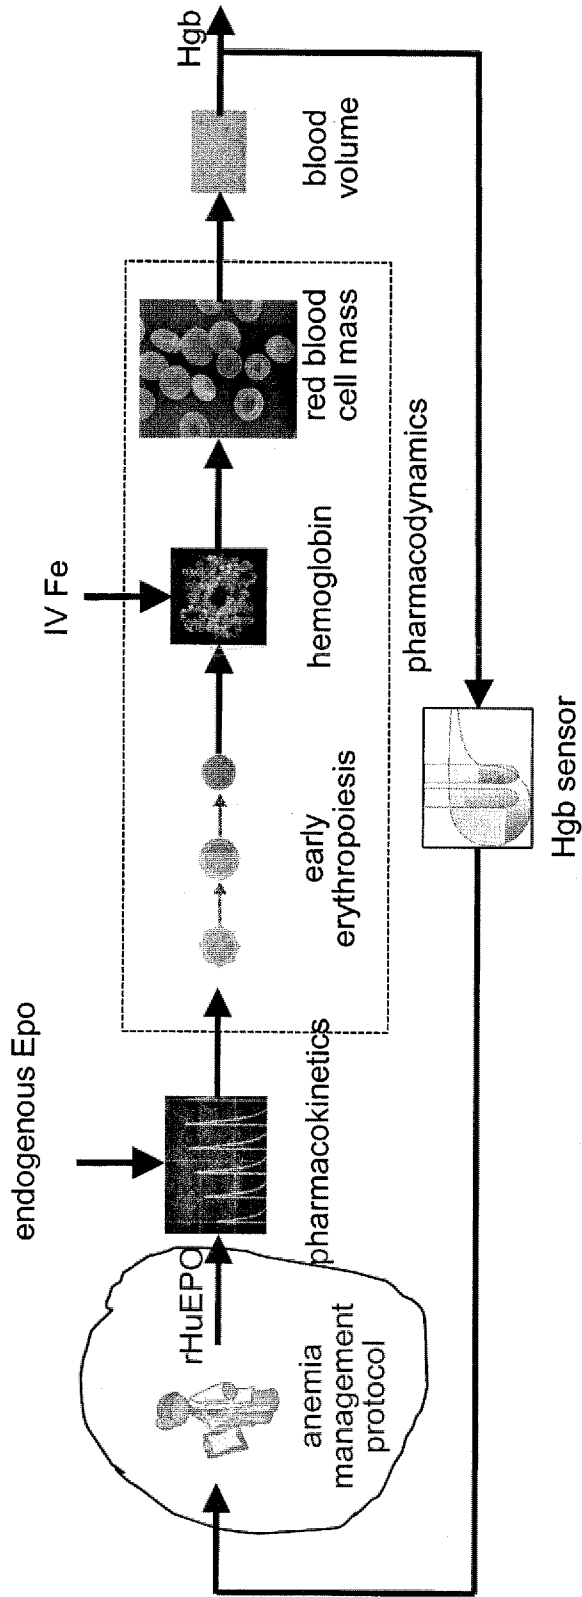 endogenous Epo
IV Fe
Hgb
rHuEPO
anemia
management
protocol
pharmacokinetics
early
erythropoiesis
hemoglobin
red blood
cell mass
blood
volume
pharmacodynamics
Hgb sensor